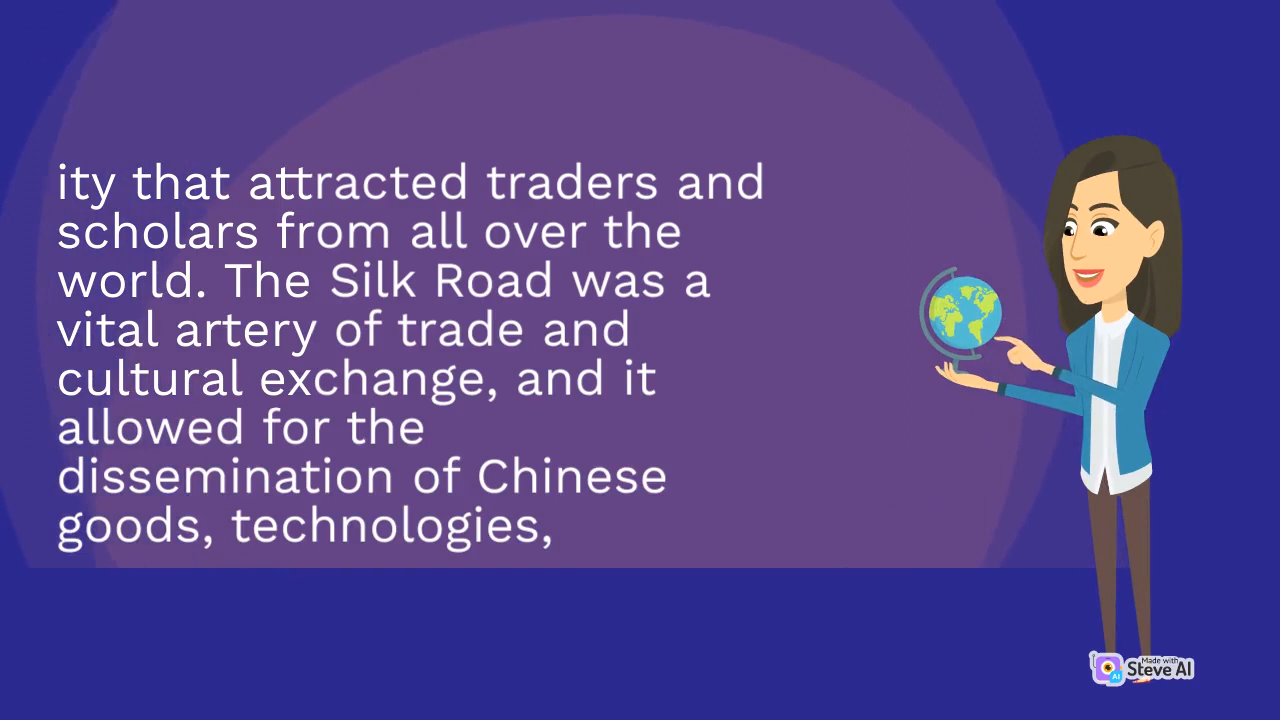 ity that attracted traders and
scholars from all over the
world. The Silk Road was a
vital artery of trade and
cultural exchange, and it
allowed for the
dissemination of Chinese
goods, technologies,
Made with
Steve AI
AI